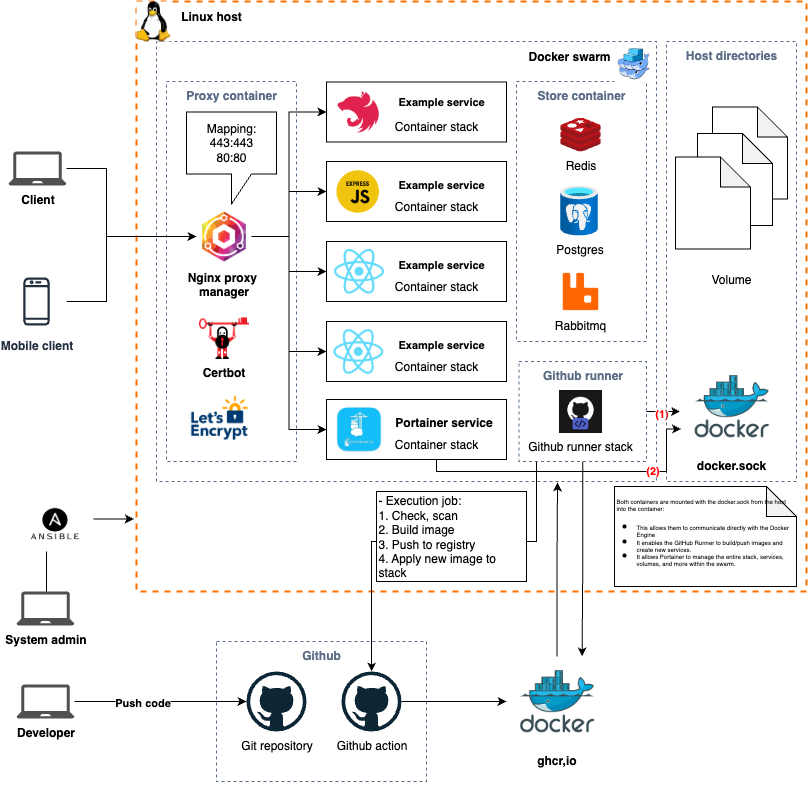 Linux host
Docker swarm
Host directories
Proxy container
Mapping:
443:443
80:80
Example service
Container stack
Store container
Redis
EXPRESS
JS
Example service
Container stack
Client
Postgres
Nginx proxy
manager
Example service
Container stack
Volume
Rabbitmq
Mobile client
Example service
Container stack
Certbot
Github runner
Let's
Encrypt
Portainer service
Container stack
Github runner stack
(1)
(2)
docker
docker.sock
- Execution job:
1. Check, scan
2. Build image
3. Push to registry
4. Apply new image to
stack
Both containers are mounted with the docker.sock from the host
into the container:
● This allows them to communicate directly with the Docker
Engine
● It enables the GitHub Runner to build/push images and
create new services.
● It allows Portainer to manage the entire stack, services,
volumes, and more within the swarm.
ANSIBLE
System admin
Github
Push code
Developer
Git repository
Github action
docker
ghcr,io